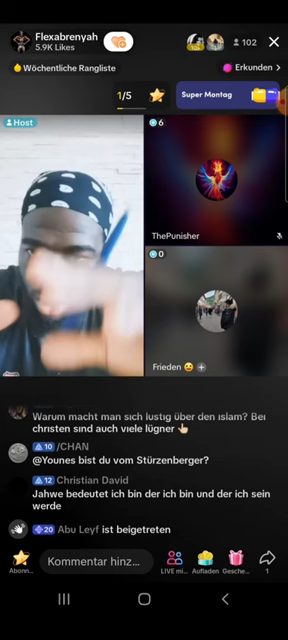 Flexabrenyah
5.9K Likes
102
Wöchentliche Rangliste
Erkunden
1/5
Super Montag
Host
6
ThePunisher
0
Frieden
Warum macht man sich lustig über den Islam? Bei
christen sind auch viele lügner
10 /CHAN
@Younes bist du vom Stürzenberger?
12 Christian David
Jahwe bedeutet ich bin der ich bin und der ich sein
werde
20 Abu Leyf ist beigetreten
Kommentar hinz...
Abonn...
LIVE mi...
Aufladen
Gesche...
1